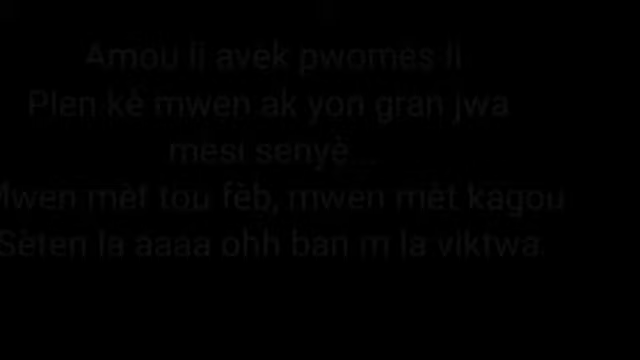 Amou li avek pwomès li
Plen kè mwen ak yon gran jwa
mèsi senyè...
Mwen mèt tou fèb, mwen mèt kagou
Sèten la aaaa ohh ban m la viktwa